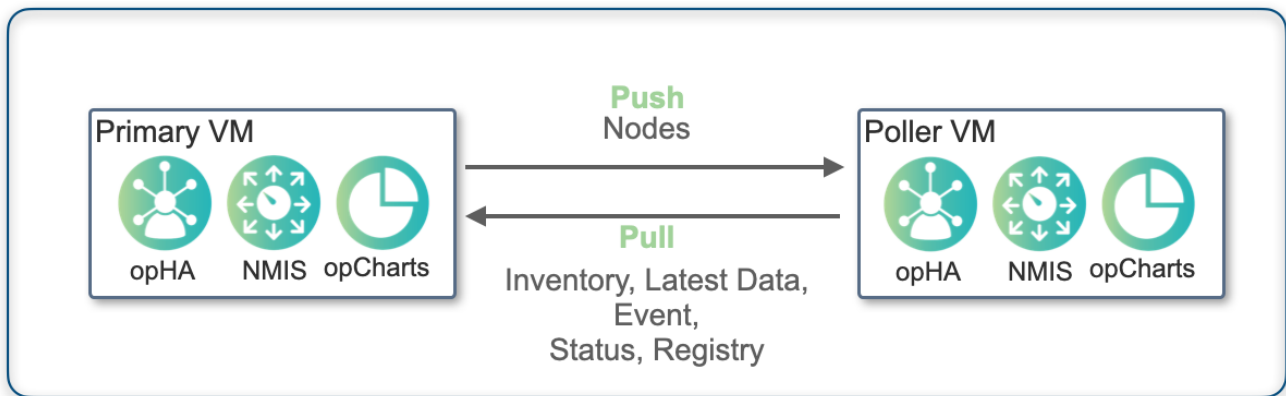 Push
Nodes
Primary VM
opHA
NMIS
opCharts
Poller VM
opHA
NMIS
opCharts
Pull
Inventory, Latest Data,
Event,
Status, Registry